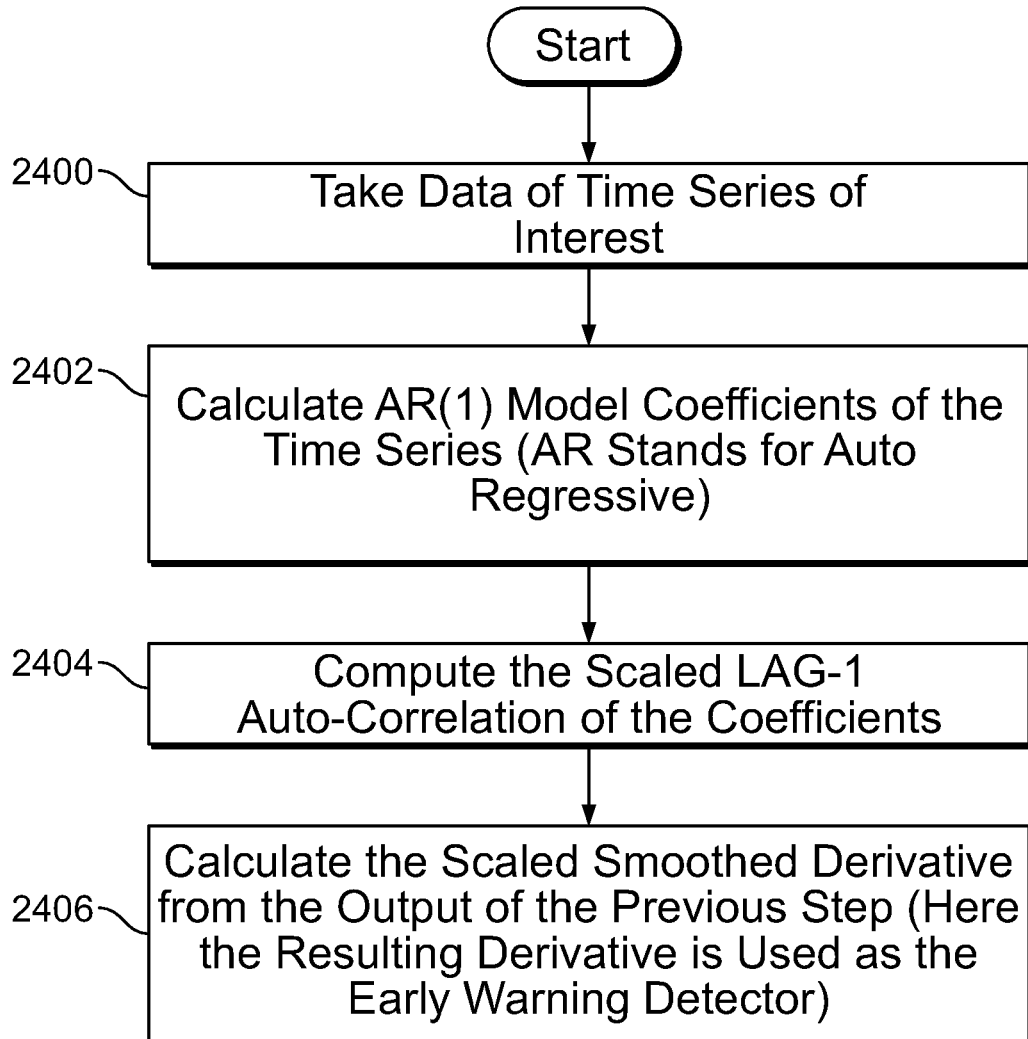 Start
2400
Take Data of Time Series of
Interest
2402
Calculate AR(1) Model Coefficients of the
Time Series (AR Stands for Auto
Regressive)
2404
Compute the Scaled LAG-1
Auto-Correlation of the Coefficients
2406
Calculate the Scaled Smoothed Derivative
from the Output of the Previous Step (Here
the Resulting Derivative is Used as the
Early Warning Detector)